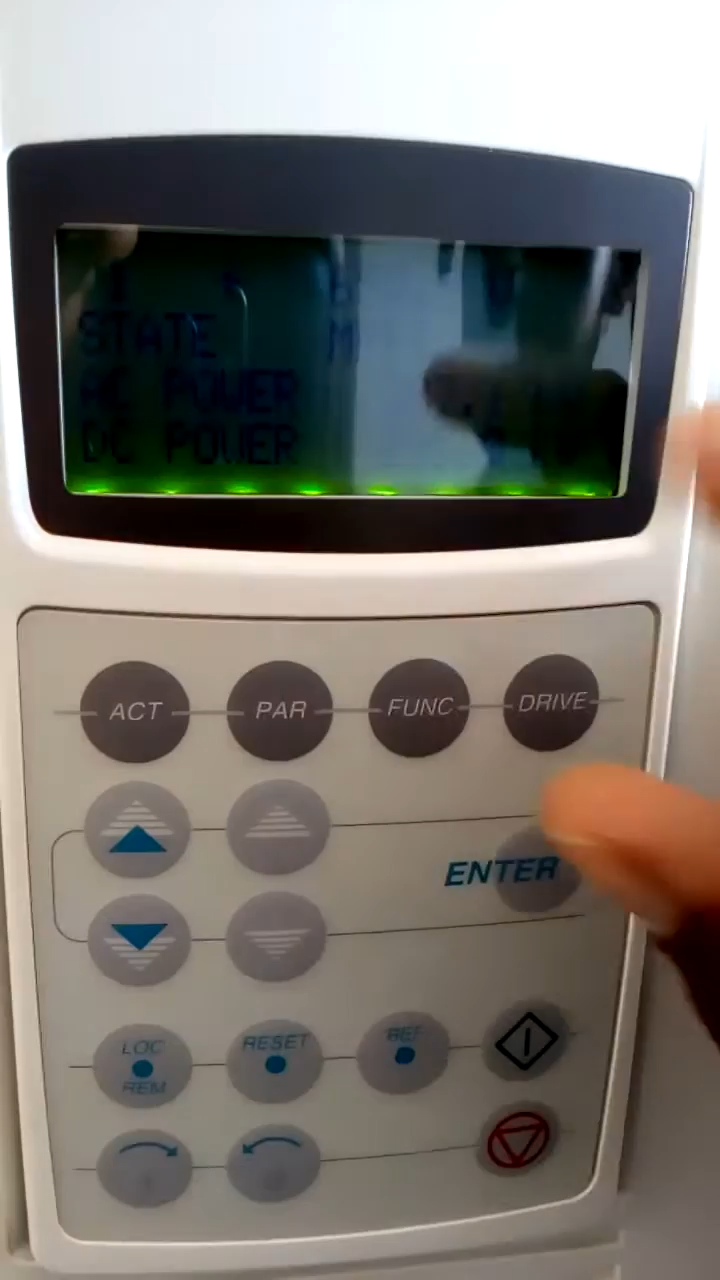 STATE M
AC POWER
DC POWER
ACT PAR FUNC DRIVE
ENTER
LOC
REM
RESET
REF